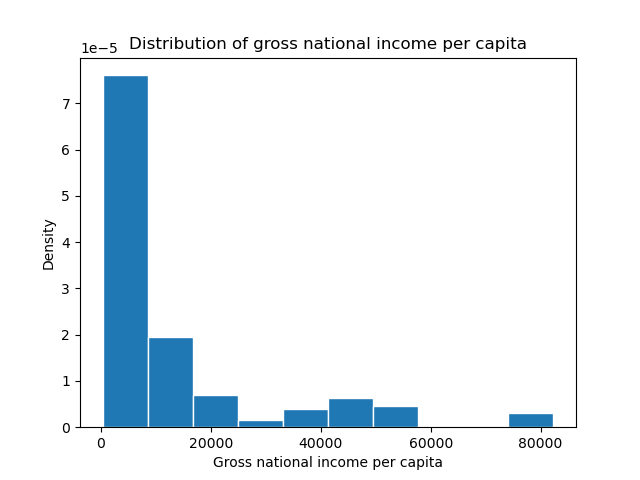 Distribution of gross national income per capita
1e−5
7
6
5
4
3
2
1
0
Density
0 20000 40000 60000 80000
Gross national income per capita